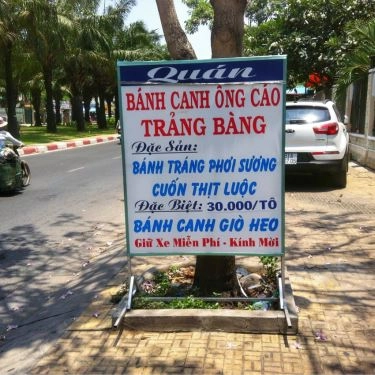 Quán
BÁNH CANH ÔNG CÁO
TRẢNG BÀNG
Đặc Sản:
BÁNH TRÁNG PHƠI SƯƠNG
CUỐN THỊT LUỘC
Đặc Biệt: 30.000/TÔ
BÁNH CANH GIÒ HEO
Giữ Xe Miễn Phí - Kính Mời